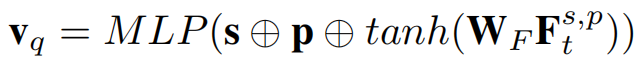 v_q = MLP(s ⊕ p ⊕ tanh(W_F F_t^{s,p}))